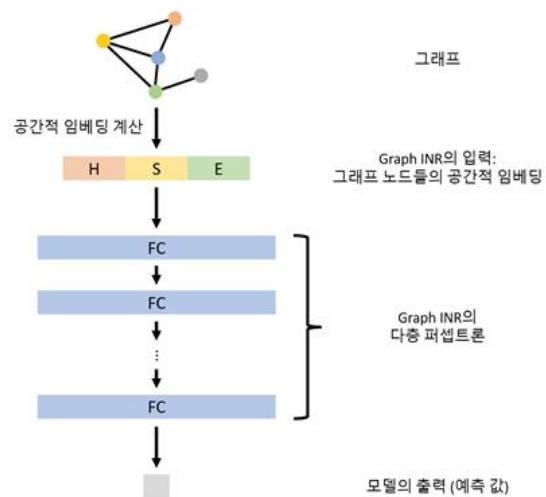 그래프
공간적 임베딩 계산
H S E
Graph INR의 입력:
그래프 노드들의 공간적 임베딩
FC
FC
...
FC
Graph INR의
다층 퍼셉트론
모델의 출력 (예측 값)